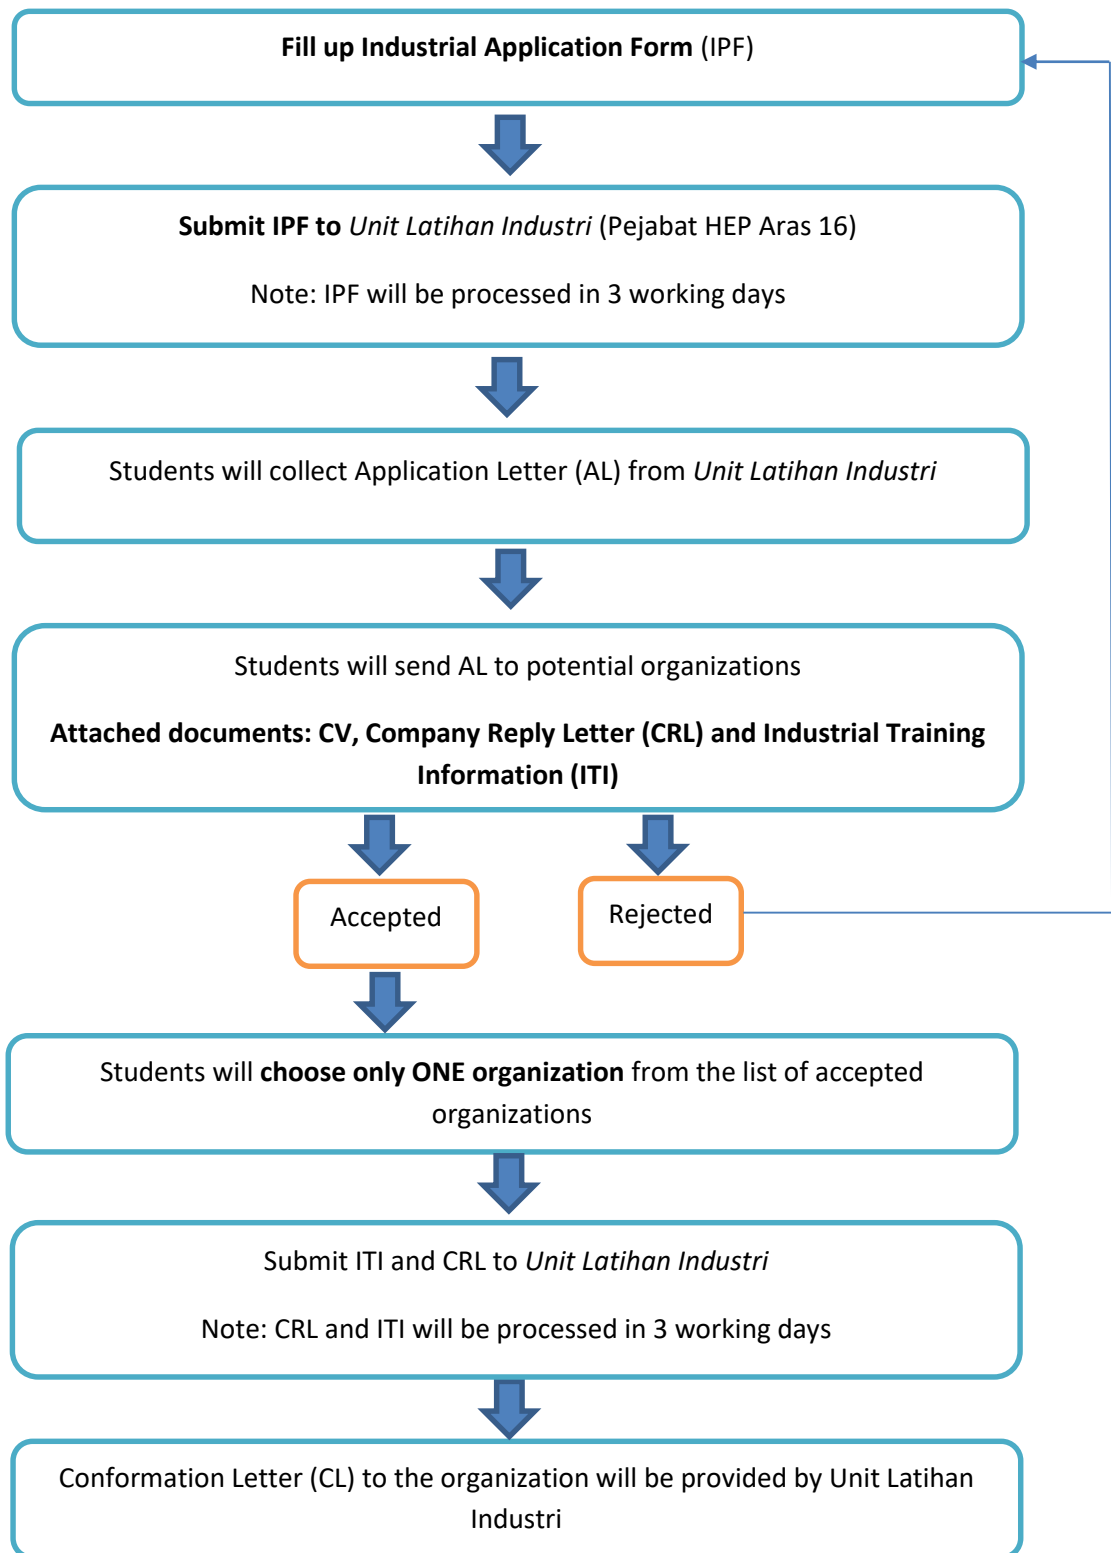 Fill up Industrial Application Form (IPF)
Submit IPF to Unit Latihan Industri (Pejabat HEP Aras 16)
Note: IPF will be processed in 3 working days
Students will collect Application Letter (AL) from Unit Latihan Industri
Students will send AL to potential organizations
Attached documents: CV, Company Reply Letter (CRL) and Industrial Training
Information (ITI)
Accepted
Rejected
Students will choose only ONE organization from the list of accepted
organizations
Submit ITI and CRL to Unit Latihan Industri
Note: CRL and ITI will be processed in 3 working days
Conformation Letter (CL) to the organization will be provided by Unit Latihan
Industri